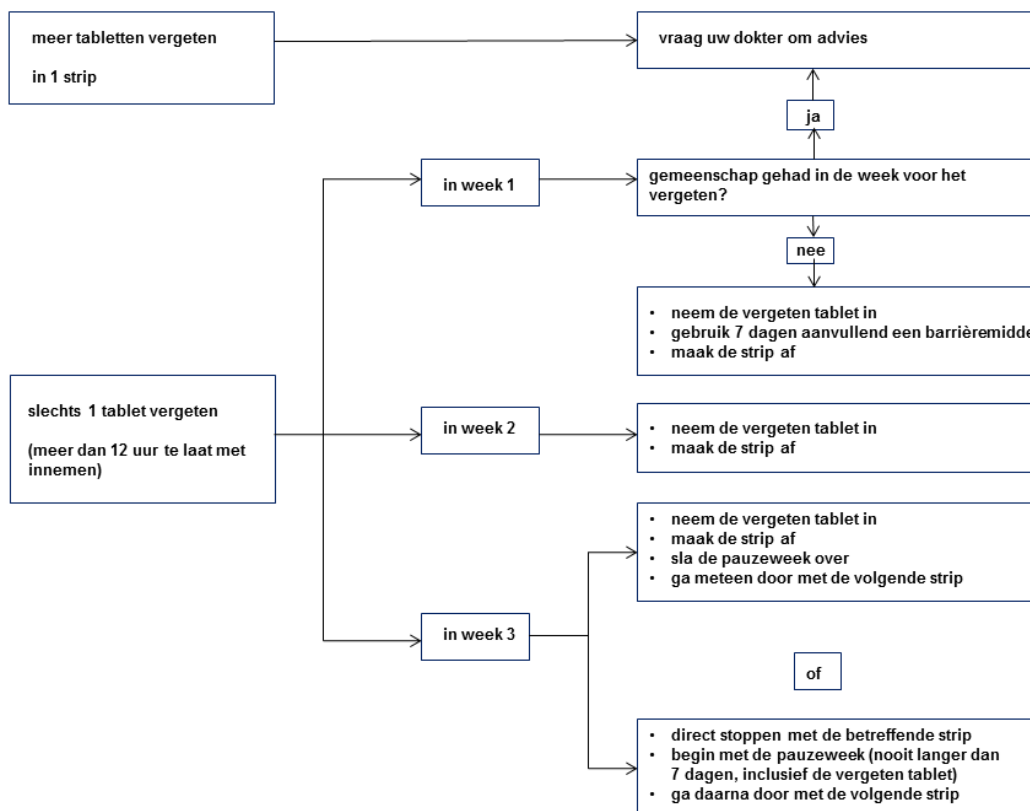 meer tabletten vergeten
in 1 strip
vraag uw dokter om advies
ja
in week 1
gemeenschap gehad in de week voor het
vergeten?
nee
• neem de vergeten tablet in
• gebruik 7 dagen aanvullend een barrièremidde
• maak de strip af
slechts 1 tablet vergeten
(meer dan 12 uur te laat met
innemen)
in week 2
• neem de vergeten tablet in
• maak de strip af
in week 3
• neem de vergeten tablet in
• maak de strip af
• sla de pauzeweek over
• ga meteen door met de volgende strip
of
• direct stoppen met de betreffende strip
• begin met de pauzeweek (nooit langer dan
7 dagen, inclusief de vergeten tablet)
• ga daarna door met de volgende strip